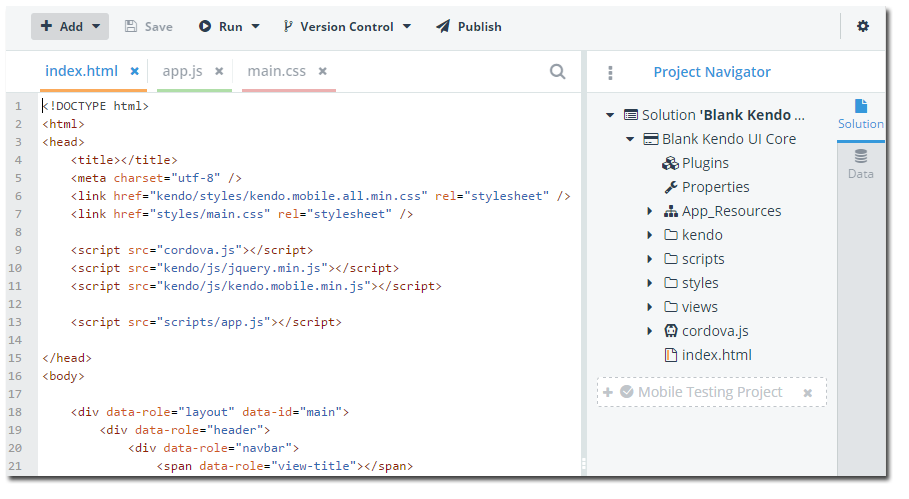 Add Save Run Version Control Publish
index.html app.js main.css
1 <!DOCTYPE html>
2 <html>
3 <head>
4 <title></title>
5 <meta charset="utf-8" />
6 <link href="kendo/styles/kendo.mobile.all.min.css" rel="stylesheet" />
7 <link href="styles/main.css" rel="stylesheet" />
8
9 <script src="cordova.js"></script>
10 <script src="kendo/js/jquery.min.js"></script>
11 <script src="kendo/js/kendo.mobile.min.js"></script>
12
13 <script src="scripts/app.js"></script>
14
15 </head>
16 <body>
17
18 <div data-role="layout" data-id="main">
19 <div data-role="header">
20 <div data-role="navbar">
21 <span data-role="view-title"></span>
Project Navigator
Solution 'Blank Kendo ...
Blank Kendo UI Core
Plugins
Properties
App_Resources
kendo
scripts
styles
views
cordova.js
index.html
Mobile Testing Project
Solution
Data